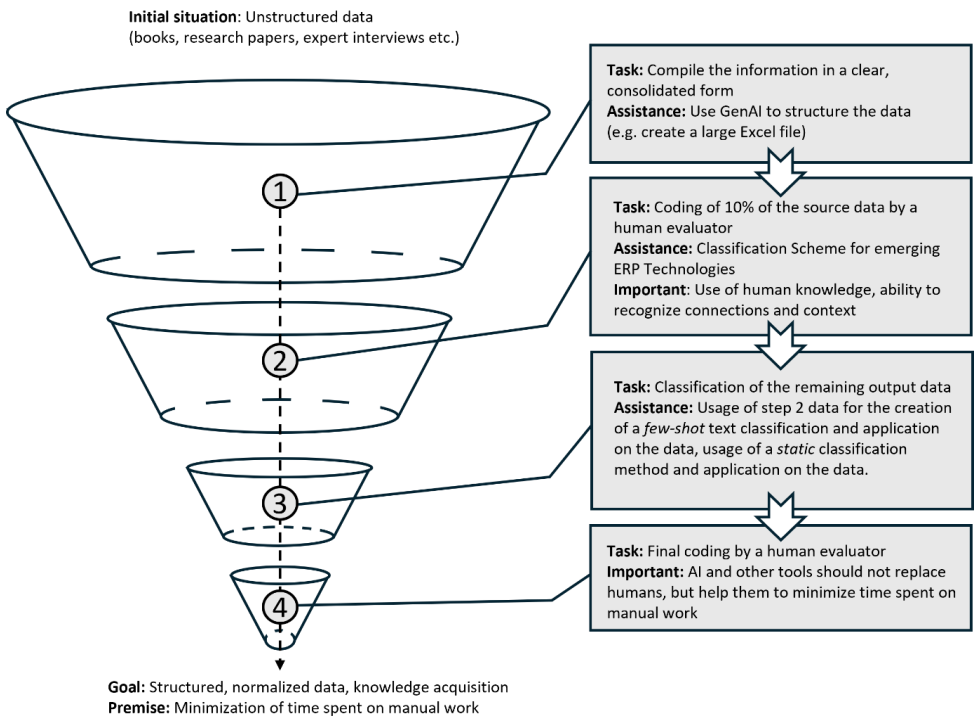 Initial situation: Unstructured data
(books, research papers, expert interviews etc.)
Task: Compile the information in a clear,
consolidated form
Assistance: Use GenAI to structure the data
(e.g. create a large Excel file)
1
Task: Coding of 10% of the source data by a
human evaluator
Assistance: Classification Scheme for emerging
ERP Technologies
Important: Use of human knowledge, ability to
recognize connections and context
2
Task: Classification of the remaining output data
Assistance: Usage of step 2 data for the creation
of a few-shot text classification and application
on the data, usage of a static classification
method and application on the data.
3
Task: Final coding by a human evaluator
Important: AI and other tools should not replace
humans, but help them to minimize time spent on
manual work
4
Goal: Structured, normalized data, knowledge acquisition
Premise: Minimization of time spent on manual work